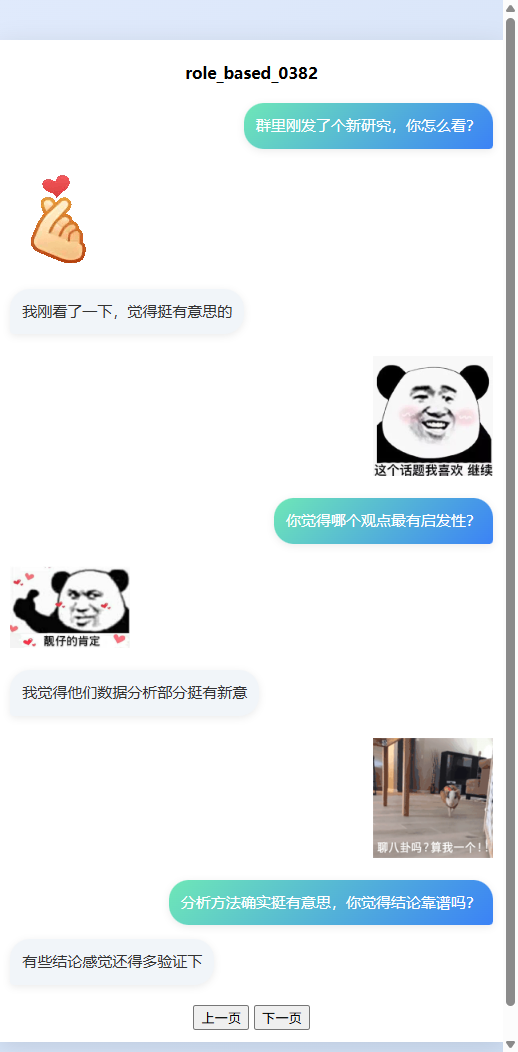 role_based_0382
群里刚发了个新研究，你怎么看？
我刚看了一下，觉得挺有意思的
这个话题我喜欢 继续
你觉得哪个观点最有启发性？
靓仔的肯定
我觉得他们数据分析部分挺有新意
聊八卦吗？算我一个！！
分析方法确实挺有意思，你觉得结论靠谱吗？
有些结论感觉还得多验证下
上一页 下一页